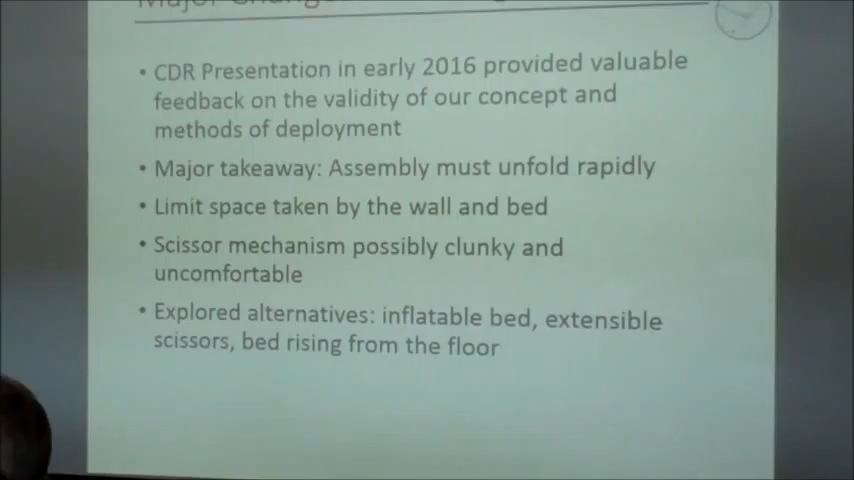 • CDR Presentation in early 2016 provided valuable
feedback on the validity of our concept and
methods of deployment
• Major takeaway: Assembly must unfold rapidly
• Limit space taken by the wall and bed
• Scissor mechanism possibly clunky and
uncomfortable
• Explored alternatives: inflatable bed, extensible
scissors, bed rising from the floor